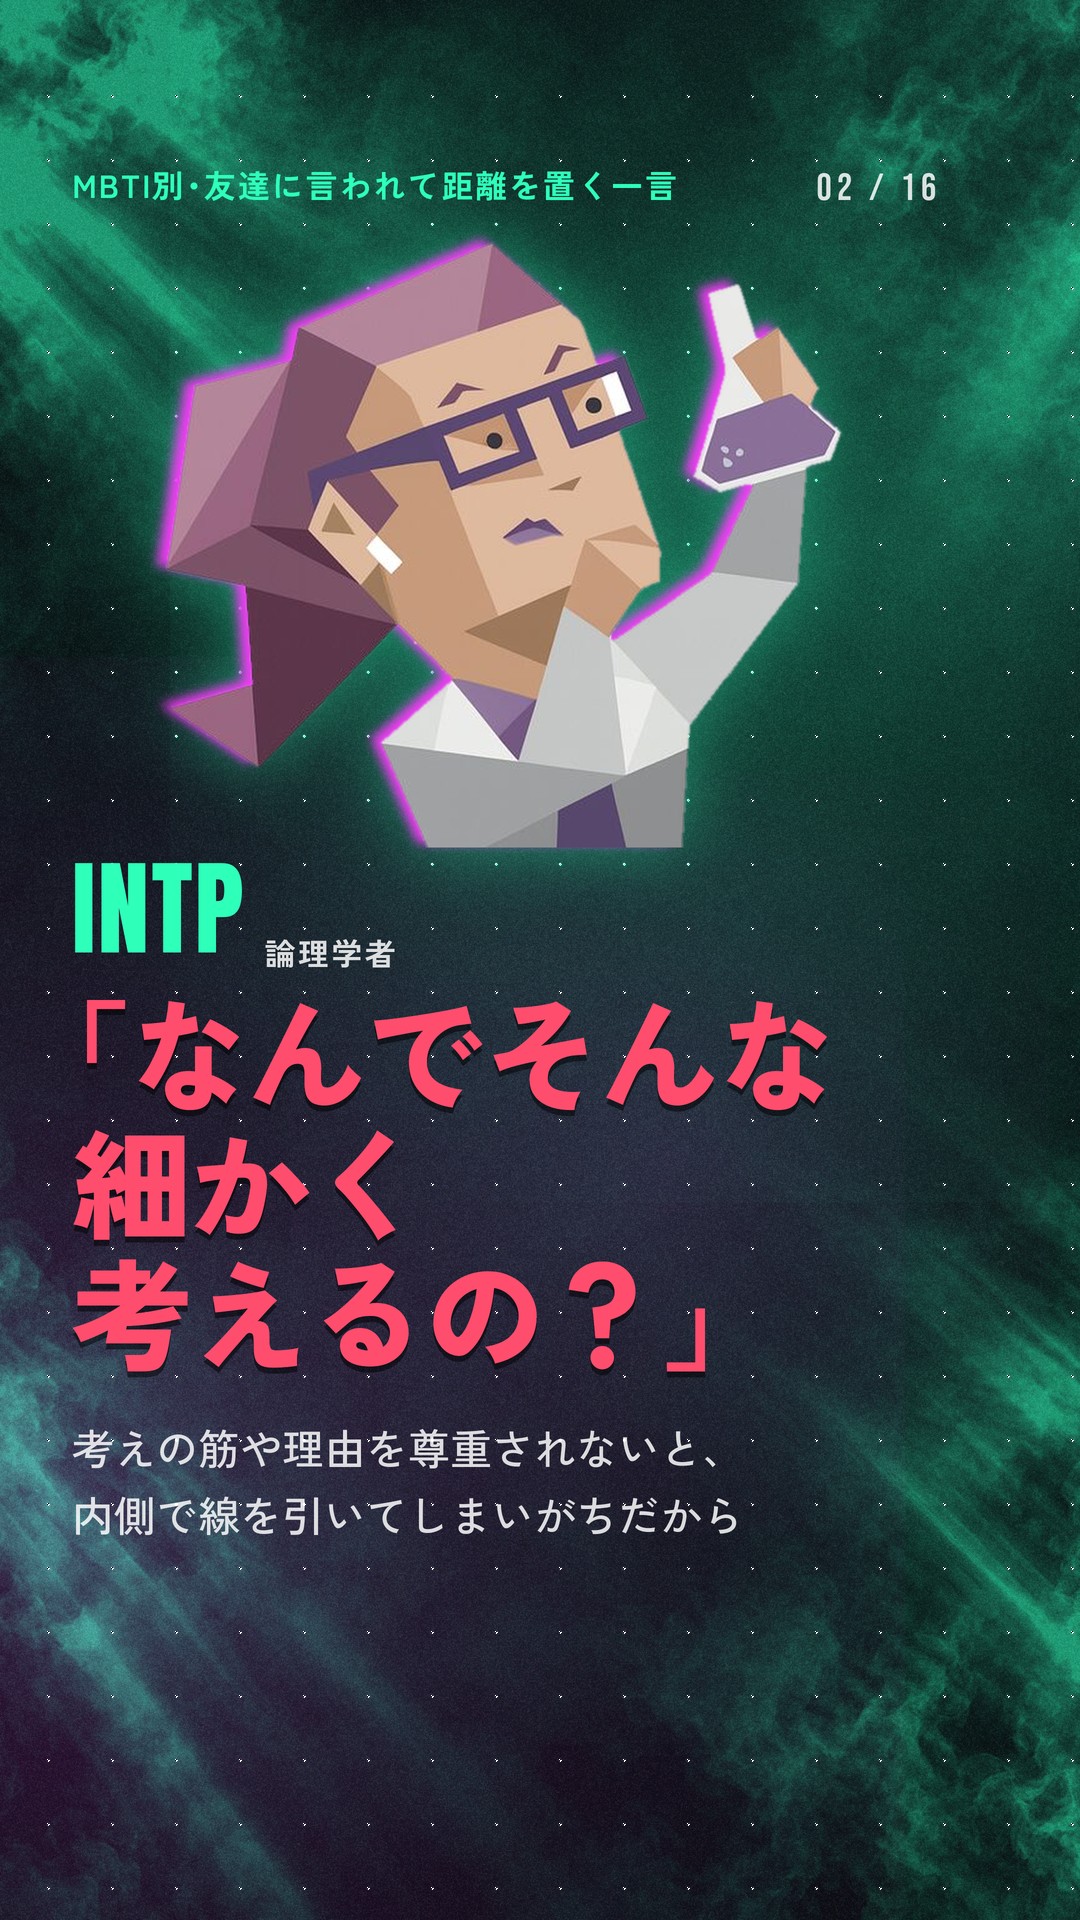 MBTI別・友達に言われて距離を置く一言
02 / 16
INTP
論理学者
「なんでそんな
細かく
考えるの？」
考えの筋や理由を尊重されないと、
内側で線を引いてしまいがちだから